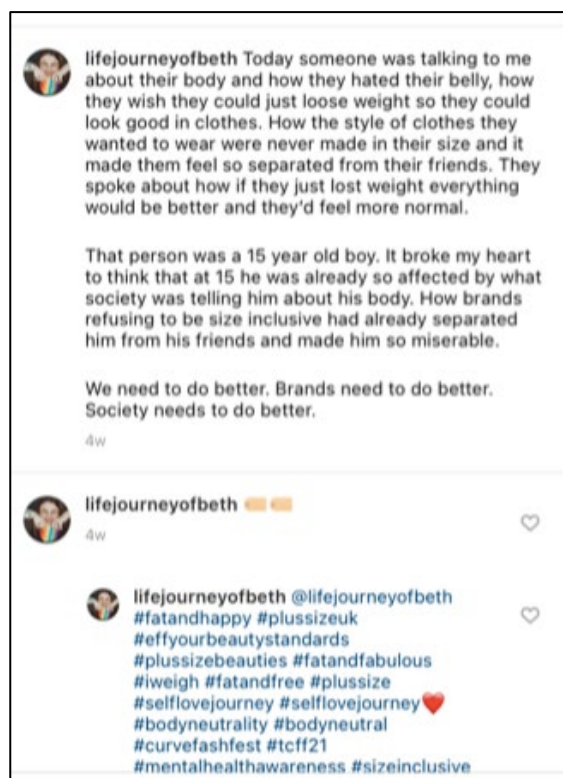 lifejourneyofbeth Today someone was talking to me
about their body and how they hated their belly, how
they wish they could just loose weight so they could
look good in clothes. How the style of clothes they
wanted to wear were never made in their size and it
made them feel so separated from their friends. They
spoke about how if they just lost weight everything
would be better and they'd feel more normal.
That person was a 15 year old boy. It broke my heart
to think that at 15 he was already so affected by what
society was telling him about his body. How brands
refusing to be size inclusive had already separated
him from his friends and made him so miserable.
We need to do better. Brands need to do better.
Society needs to do better.
4w
lifejourneyofbeth
4w
lifejourneyofbeth @lifejourneyofbeth
#fatandhappy #plussizeuk
#effyourbeautystandards
#plussizebeauties #fatandfabulous
#iweigh #fatandfree #plussize
#selflovejourney #selflovejourney❤️
#bodyneutrality #bodyneutral
#curvefashfest #tcff21
#mentalhealthawareness #sizeinclusive